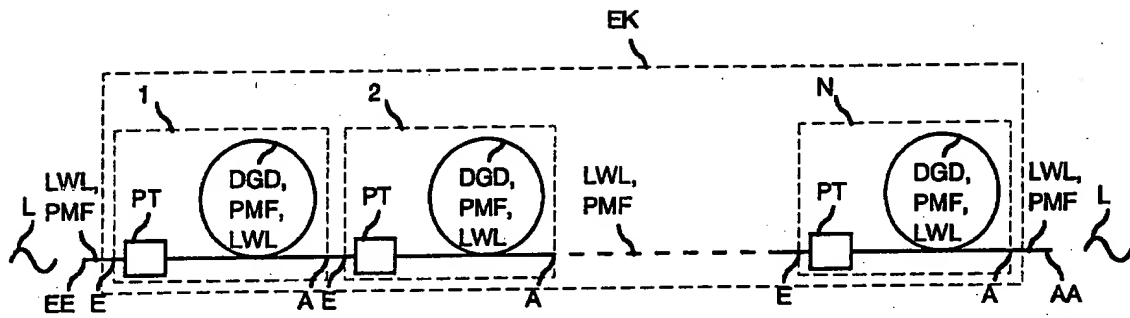 EK
1
2
N
LWL,
PMF
L
PT
DGD,
PMF,
LWL
PT
DGD,
PMF,
LWL
LWL,
PMF
PT
DGD,
PMF,
LWL
LWL,
PMF
L
EE
E
A
E
A
E
A
AA